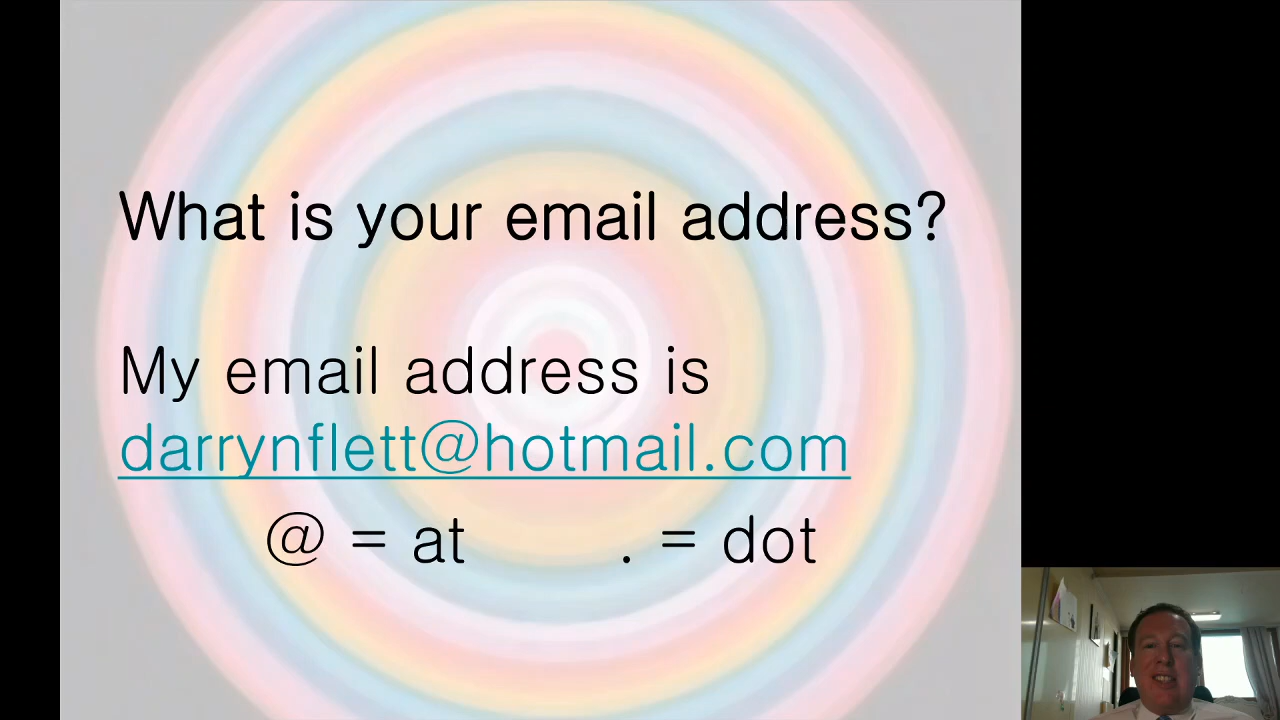 What is your email address?
My email address is
darrynflett@hotmail.com
@ = at . = dot